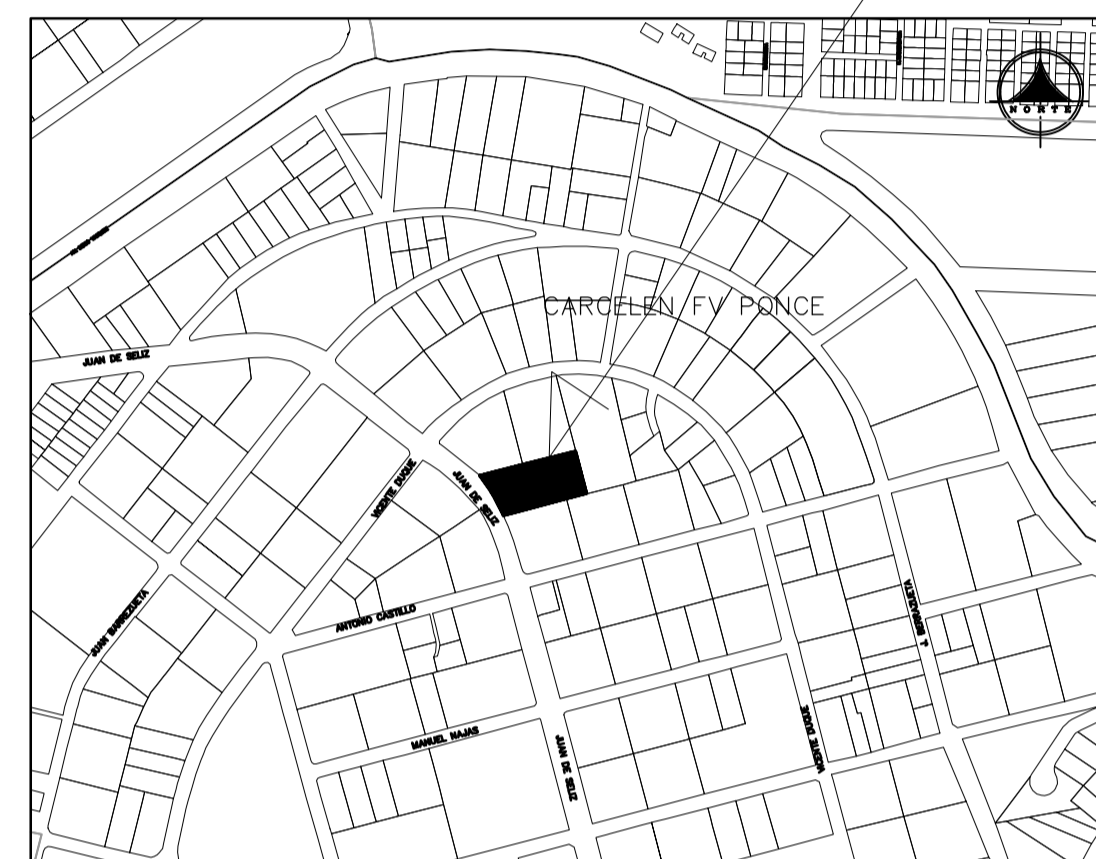 NORTE
CARCELEN FV PONCE
JUAN DE SELIZ
VICENTE DUQUE
JUAN DE SELIZ
JUAN BARREZUETA
ANTONIO CASTILLO
J. BERRAZUETA
MANUEL NAJAS
JUAN DE SELIZ
VICENTE DUQUE